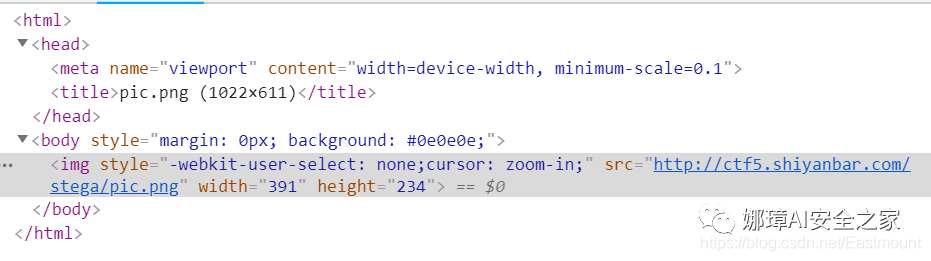 <html>
▼<head>
<meta name="viewport" content="width=device-width, minimum-scale=0.1">
<title>pic.png (1022×611)</title>
</head>
▼<body style="margin: 0px; background: #0e0e0e;">
… <img style="-webkit-user-select: none;cursor: zoom-in;" src="http://ctf5.shiyanbar.com/
stega/pic.png" width="391" height="234"> == $0
</body>
</html>
娜璋AI安全之家
https://blog.csdn.net/Eastmount